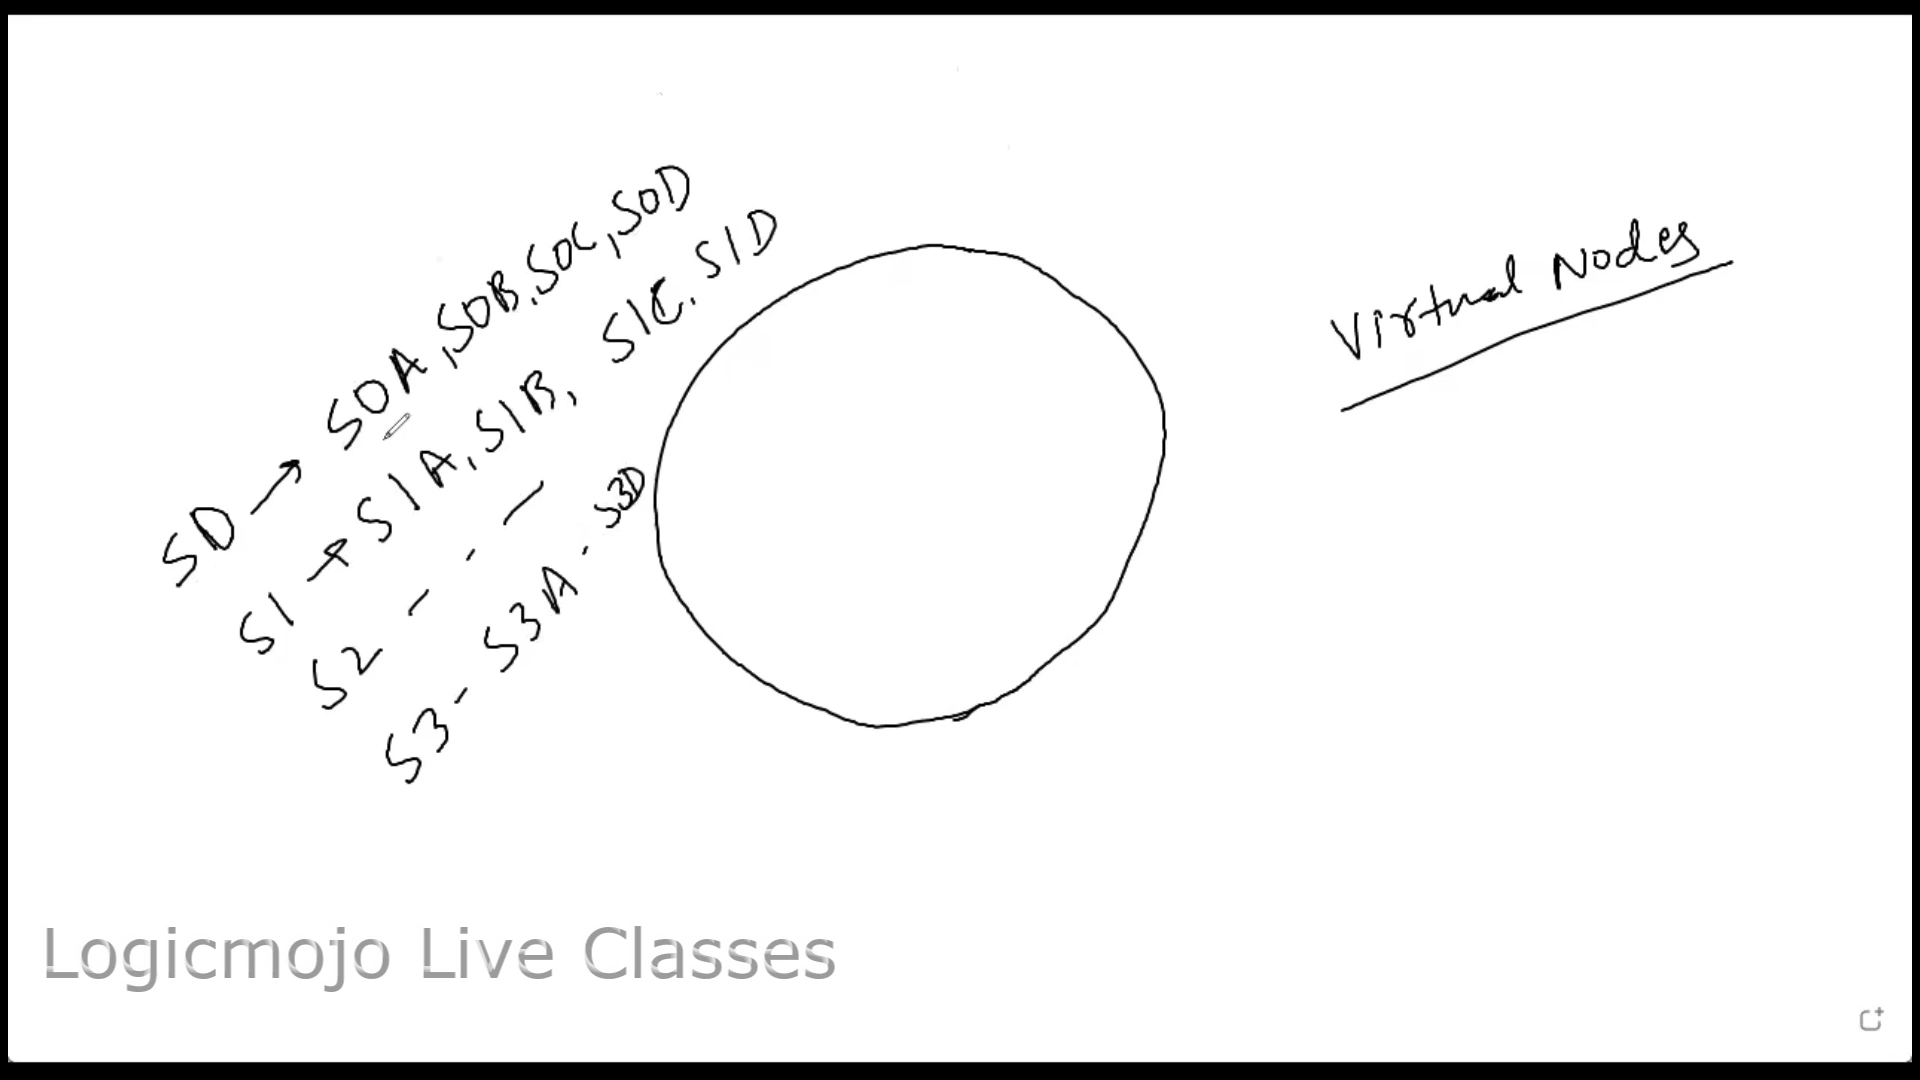 S0 → S0A, S0B, S0C, S0D
S1 → S1A, S1B, S1C, S1D
S2 - - - -
S3 - S3A - S3D
Virtual Nodes
Logicmojo Live Classes